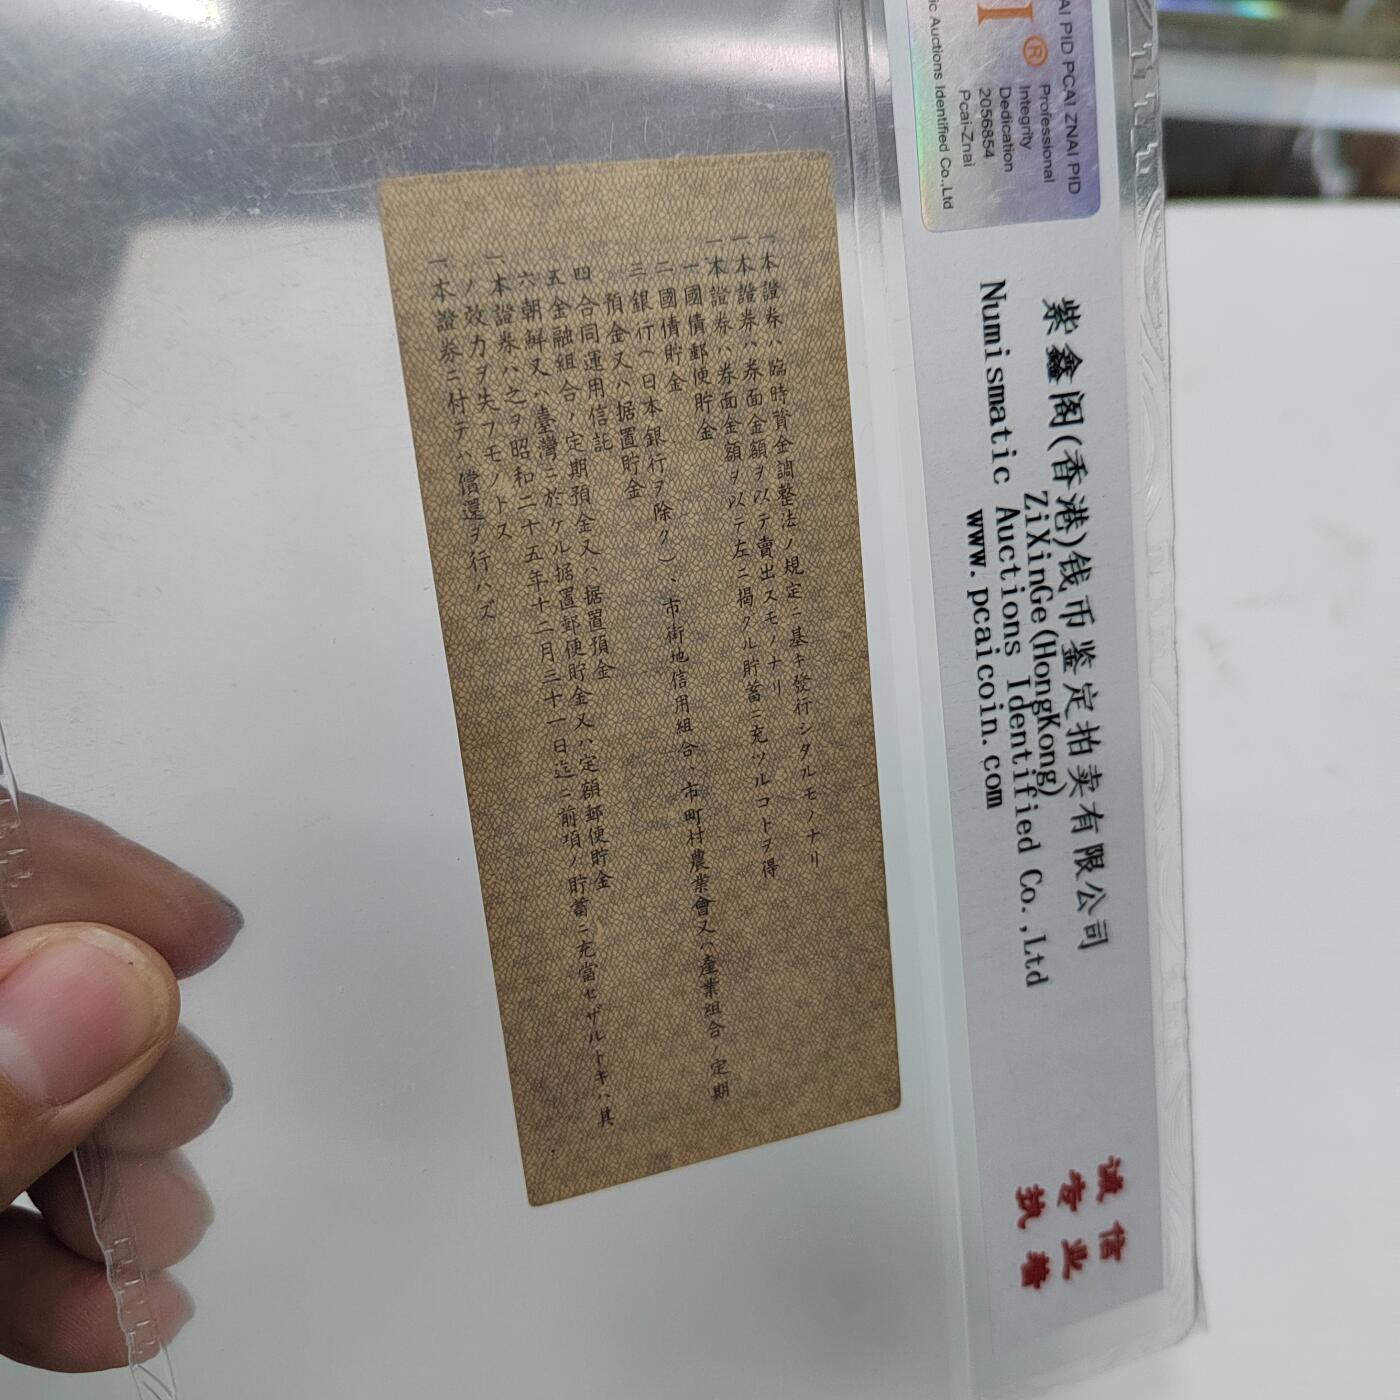 一本證券ハ臨時資金調整法ノ規定ニ基キ發行シタルモノナリ
一本證券ハ券面金額ヲ以テ賣出スモノナリ
一本證券ハ券面金額ヲ以テ左ニ揭クル貯蓄ニ充ツルコトヲ得
一國債郵便貯金
二國債貯金
三銀行(日本銀行ヲ除ク)、市街地信用組合、市町村農業會又ハ產業組合ノ定期
預金又ハ据置貯金
四合同運用信託
五金融組合ノ定期預金又ハ据置預金
六朝鮮又ハ臺灣ニ於ケル据置郵便貯金又ハ定額郵便貯金
一本證券ハ之ヲ昭和二十五年十二月三十一日迄ニ前項ノ貯蓄ニ充當セザルトキハ其
ノ效力ヲ失フモノトス
一本證券ニ付テハ償還ヲ行ハズ
AI PID PCAI ZNAI PID
I®
Professional
Integrity
Dedication
2056854
Pcai-Znai
ic Auctions Identified Co.,Ltd
紫鑫阁(香港)钱币鉴定拍卖有限公司
ZiXinGe(HongKong)
Numismatic Auctions Identified Co.,Ltd
www.pcaicoin.com
诚信
专业
执着